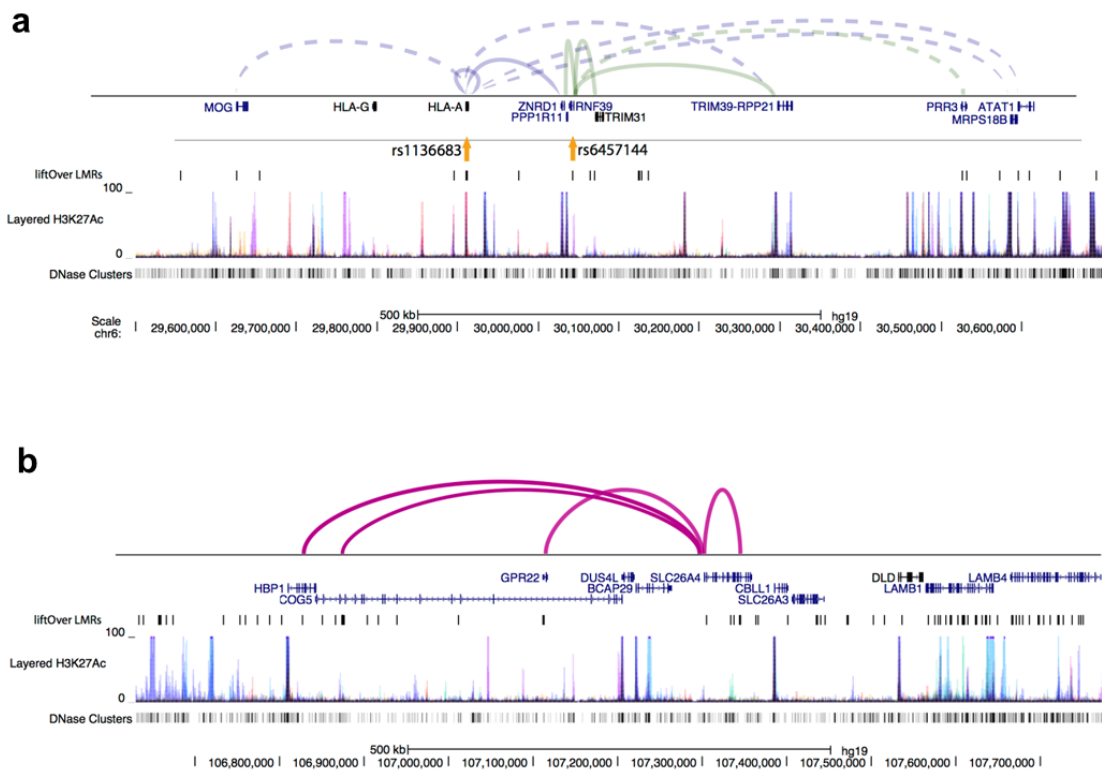 a
MOG HLA-G HLA-A ZNRD1 RNF39 TRIM39-RPP21 PRR3 ATAT1
PPP1R11 TRIM31 MRPS18B
rs1136683 rs6457144
liftOver LMRs
100
Layered H3K27Ac
0
DNase Clusters
500 kb hg19
Scale
chr6: 29,600,000 29,700,000 29,800,000 29,900,000 30,000,000 30,100,000 30,200,000 30,300,000 30,400,000 30,500,000 30,600,000
b
GPR22 DUS4L SLC26A4 DLD LAMB4
HBP1 BCAP29 CBLL1 LAMB1
COG5 SLC26A3
liftOver LMRs
100
Layered H3K27Ac
0
DNase Clusters
500 kb hg19
106,800,000 106,900,000 107,000,000 107,100,000 107,200,000 107,300,000 107,400,000 107,500,000 107,600,000 107,700,000